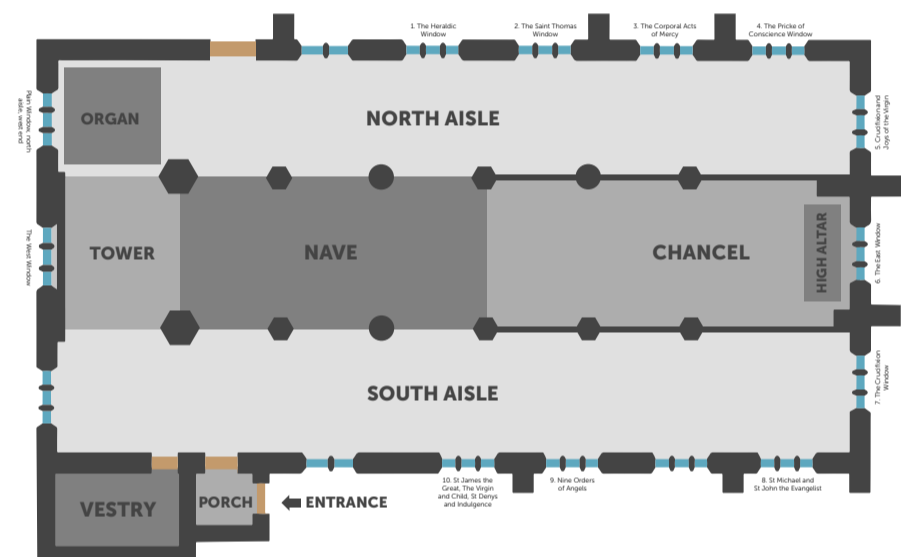 1. The Heraldic
Window
2. The Saint Thomas
Window
3. The Corporal Acts
of Mercy
4. The Pricke of
Conscience Window
Plain Window, north
aisle, west end
ORGAN
NORTH AISLE
5. Crucifixion and
Joys of the Virgin
The West Window
TOWER
NAVE
CHANCEL
HIGH ALTAR
6. The East Window
SOUTH AISLE
7. The Crucifixion
Window
VESTRY
PORCH
ENTRANCE
10. St James the
Great, The Virgin
and Child, St Denys
and Indulgence
9. Nine Orders
of Angels
8. St Michael and
St John the Evangelist